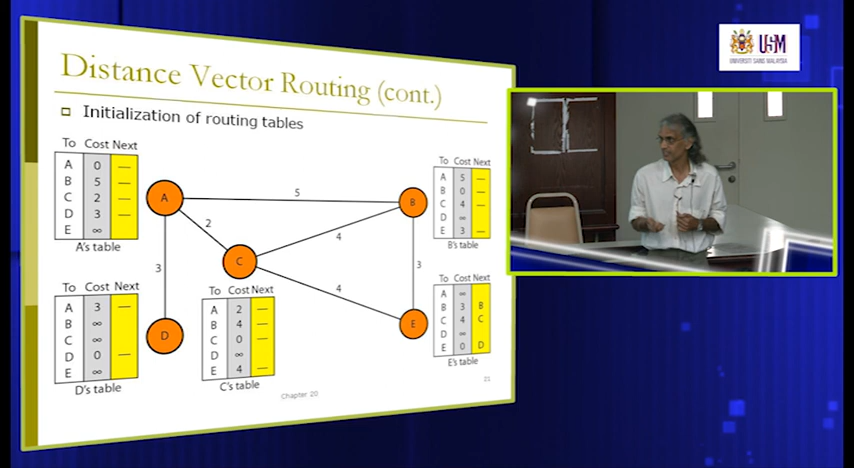 Distance Vector Routing (cont.)
Initialization of routing tables
To Cost Next
A 0 —
B 5 —
C 2 —
D 3 —
E ∞
A's table
To Cost Next
A 5 —
B 0 —
C 4 —
D ∞
E 3 —
B's table
A
B
C
D
E
5
2
4
3
4
3
To Cost Next
A 3 —
B ∞
C ∞
D 0 —
E ∞
D's table
To Cost Next
A 2 —
B 4 —
C 0 —
D ∞
E 4 —
C's table
To Cost Next
A ∞
B 3 B
C 4 C
D ∞
E 0 D
E's table
Chapter 20
21
USM
UNIVERSITI SAINS MALAYSIA